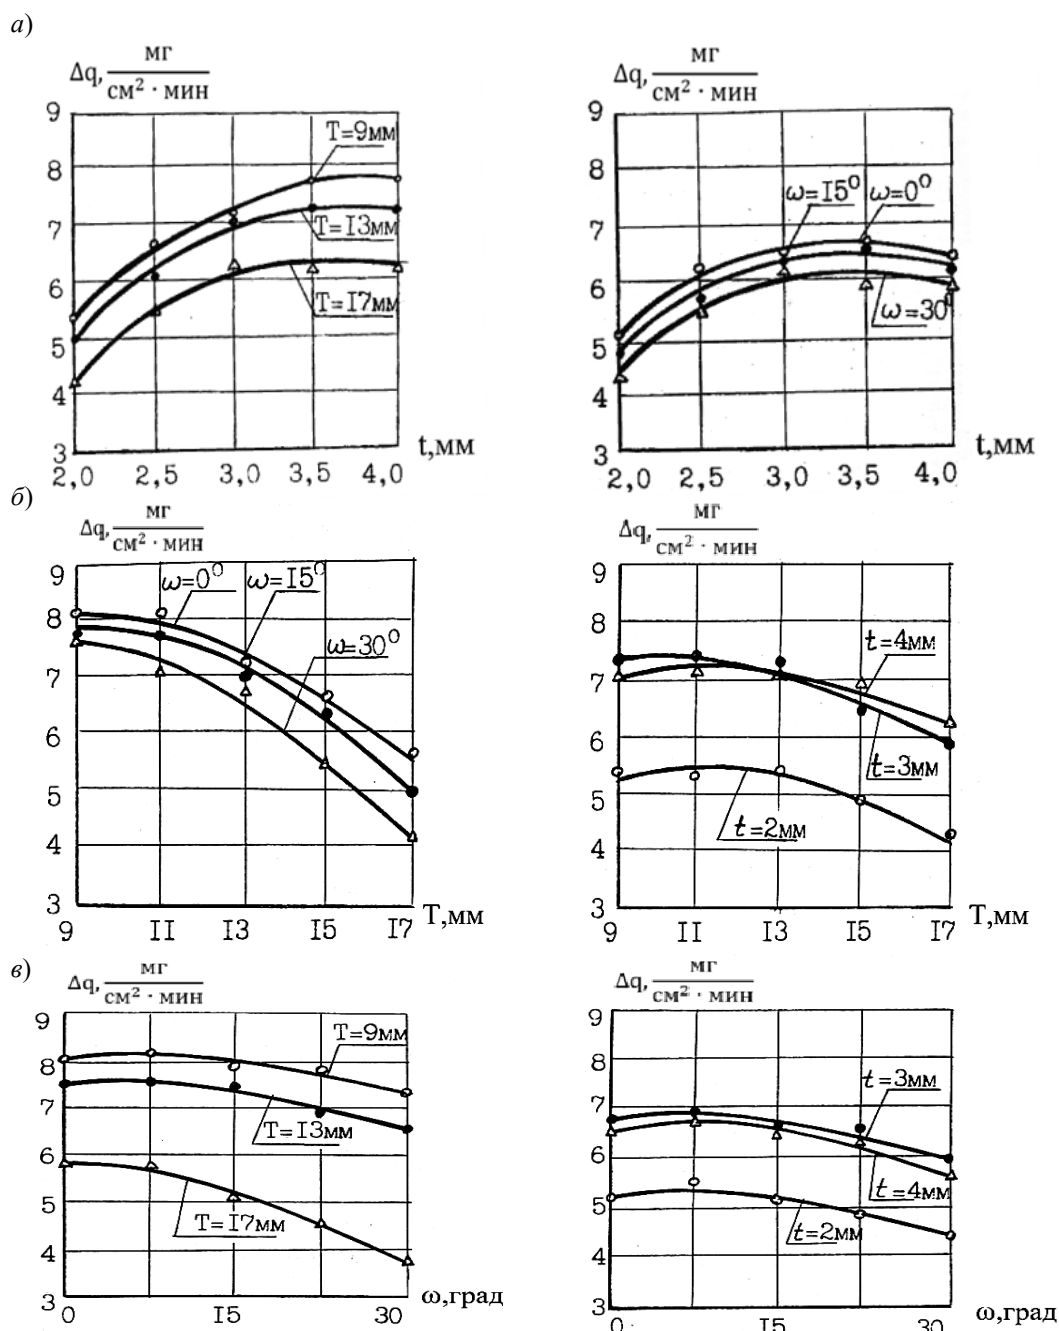 а)
Δq, мг/см² · мин
9
8
7
6
5
4
3
T=9мм
T=I3мм
T=I7мм
2,0 2,5 3,0 3,5 4,0
t,мм
Δq, мг/см² · мин
9
8
7
6
5
4
3
ω=I5⁰ ω=0⁰
ω=30⁰
2,0 2,5 3,0 3,5 4,0
t,мм
б)
Δq, мг/см² · мин
9
8
7
6
5
4
3
ω=0⁰ ω=I5⁰
ω=30⁰
9 II I3 I5 I7
T,мм
Δq, мг/см² · мин
9
8
7
6
5
4
3
t=4мм
t=3мм
t=2мм
9 II I3 I5 I7
T,мм
в)
Δq, мг/см² · мин
9
8
7
6
5
4
3
T=9мм
T=I3мм
T=I7мм
0 I5 30
ω,град
Δq, мг/см² · мин
9
8
7
6
5
4
3
t=3мм
t=4мм
t=2мм
0 I5 30
ω,град